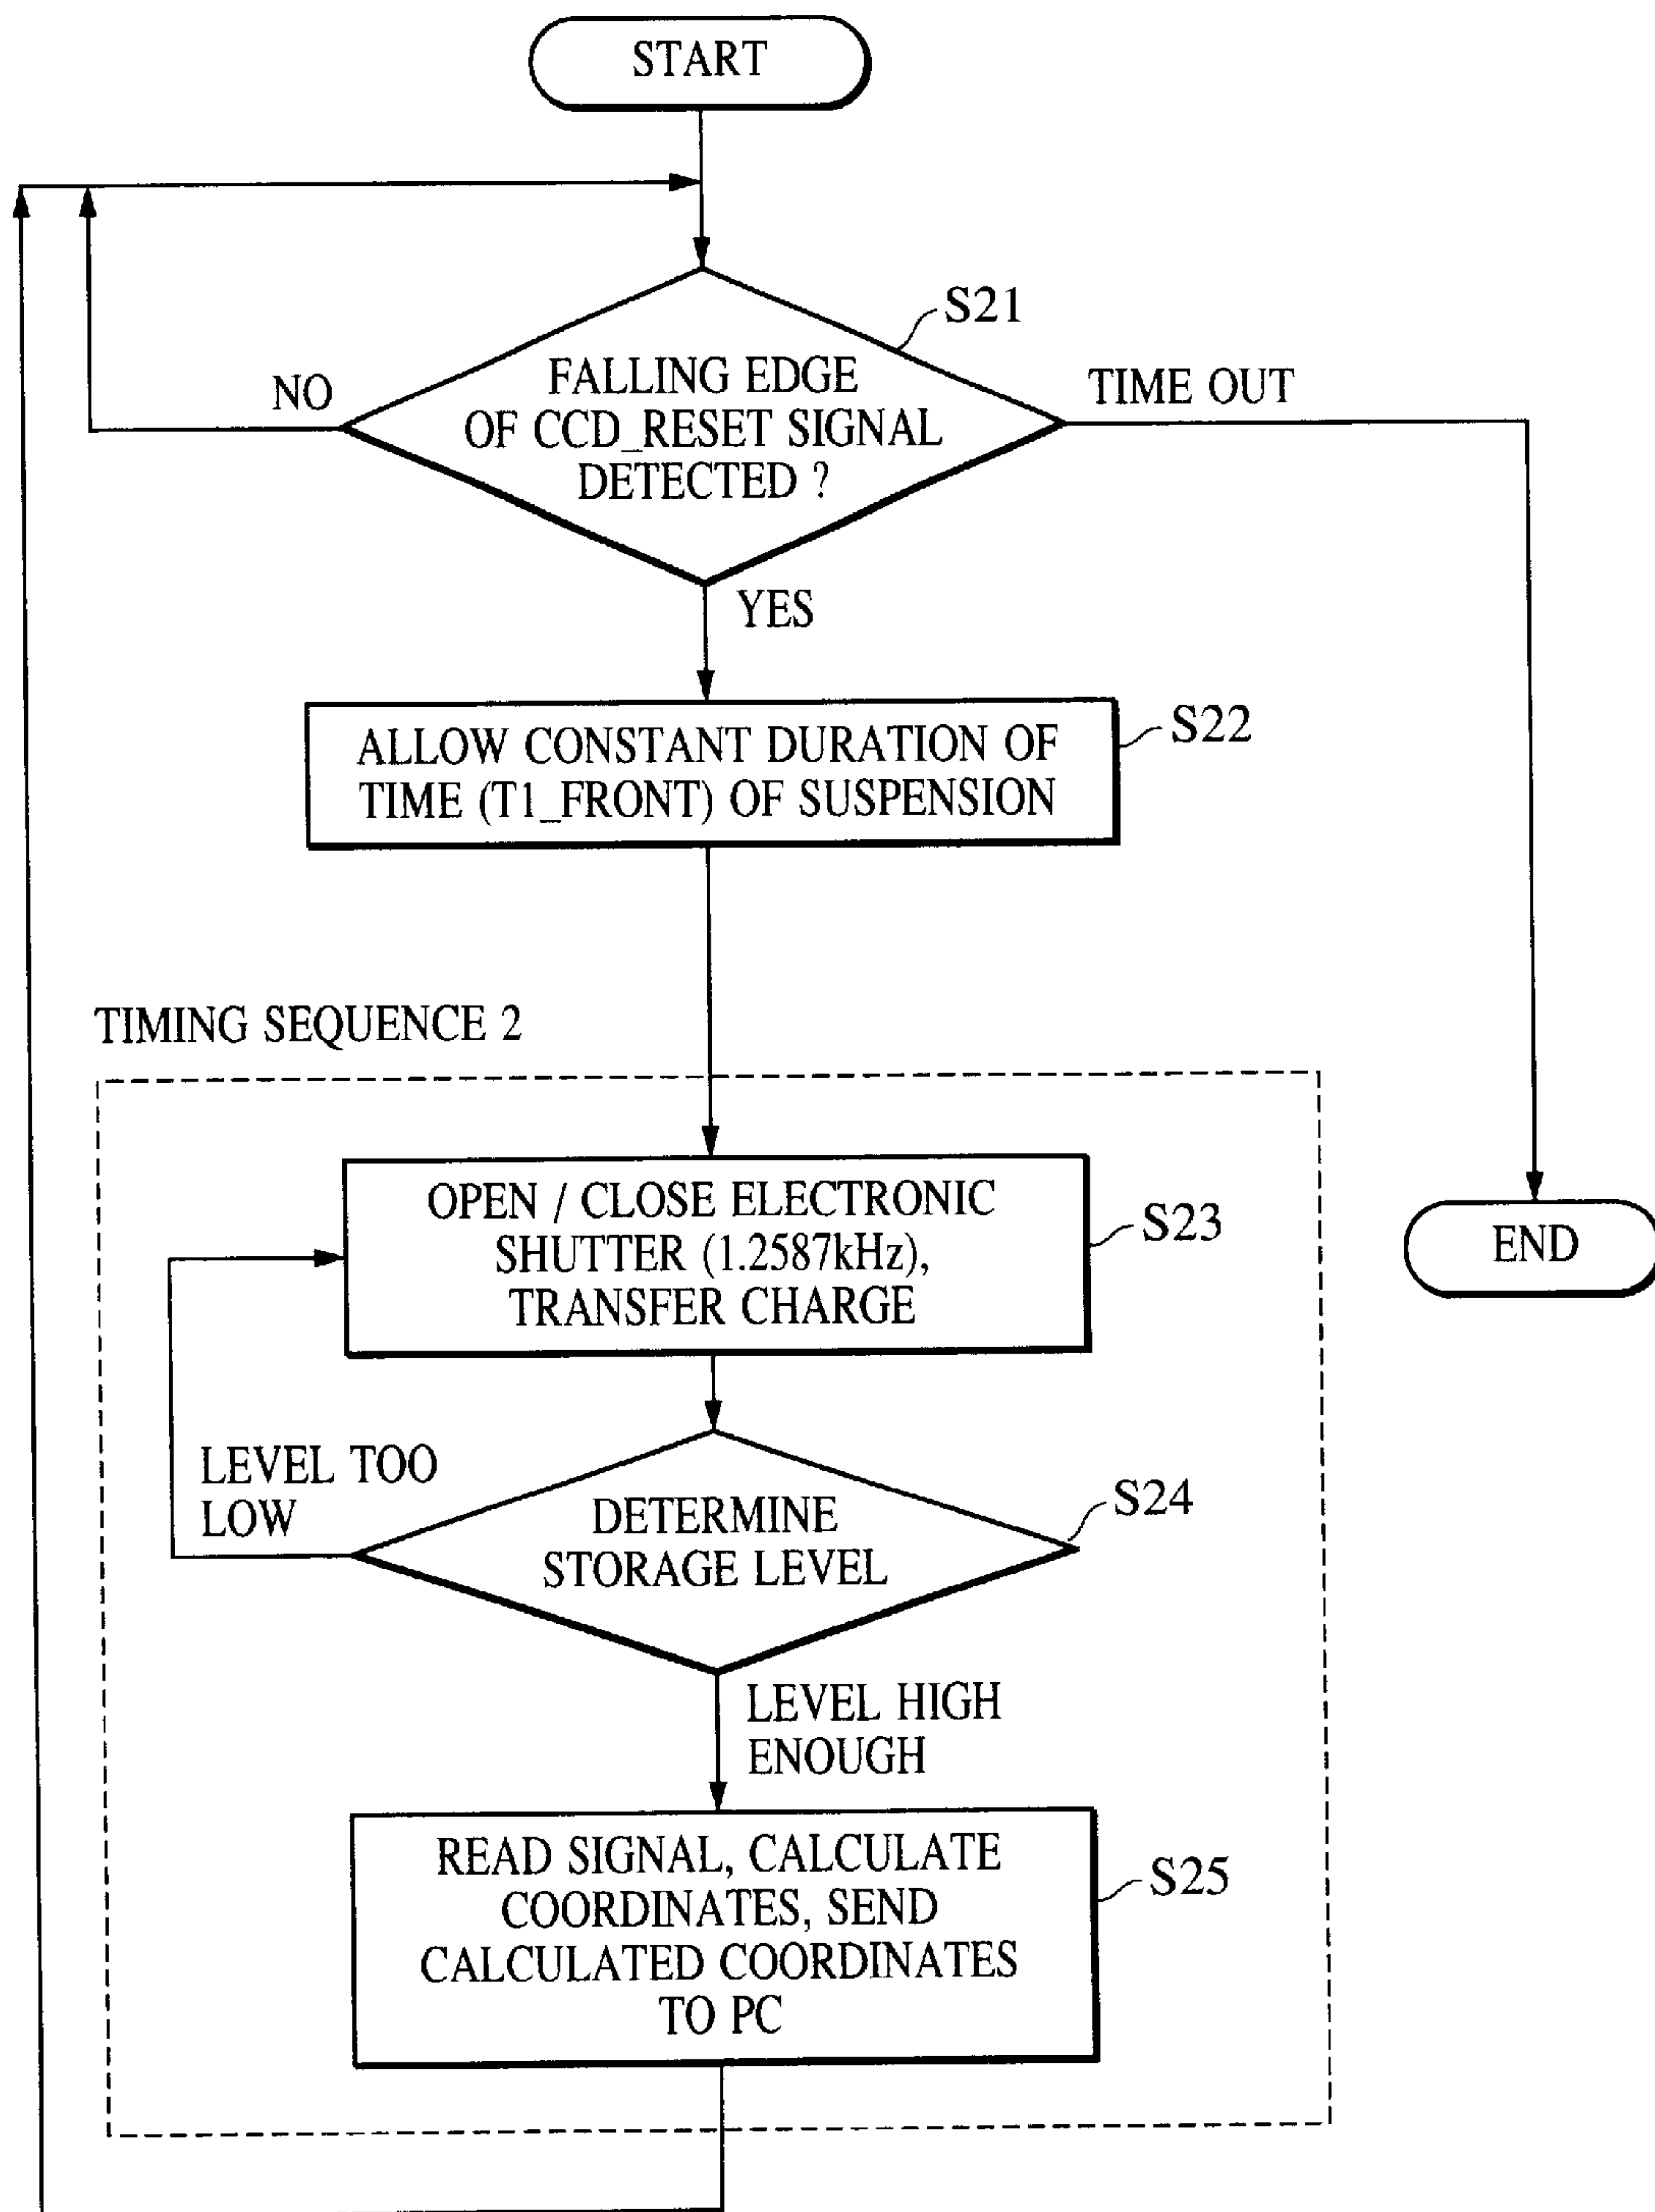 START
S21
FALLING EDGE
OF CCD_RESET SIGNAL
DETECTED ?
NO
TIME OUT
YES
S22
ALLOW CONSTANT DURATION OF
TIME (T1_FRONT) OF SUSPENSION
TIMING SEQUENCE 2
S23
OPEN / CLOSE ELECTRONIC
SHUTTER (1.2587kHz),
TRANSFER CHARGE
END
LEVEL TOO
LOW
S24
DETERMINE
STORAGE LEVEL
LEVEL HIGH
ENOUGH
S25
READ SIGNAL, CALCULATE
COORDINATES, SEND
CALCULATED COORDINATES
TO PC